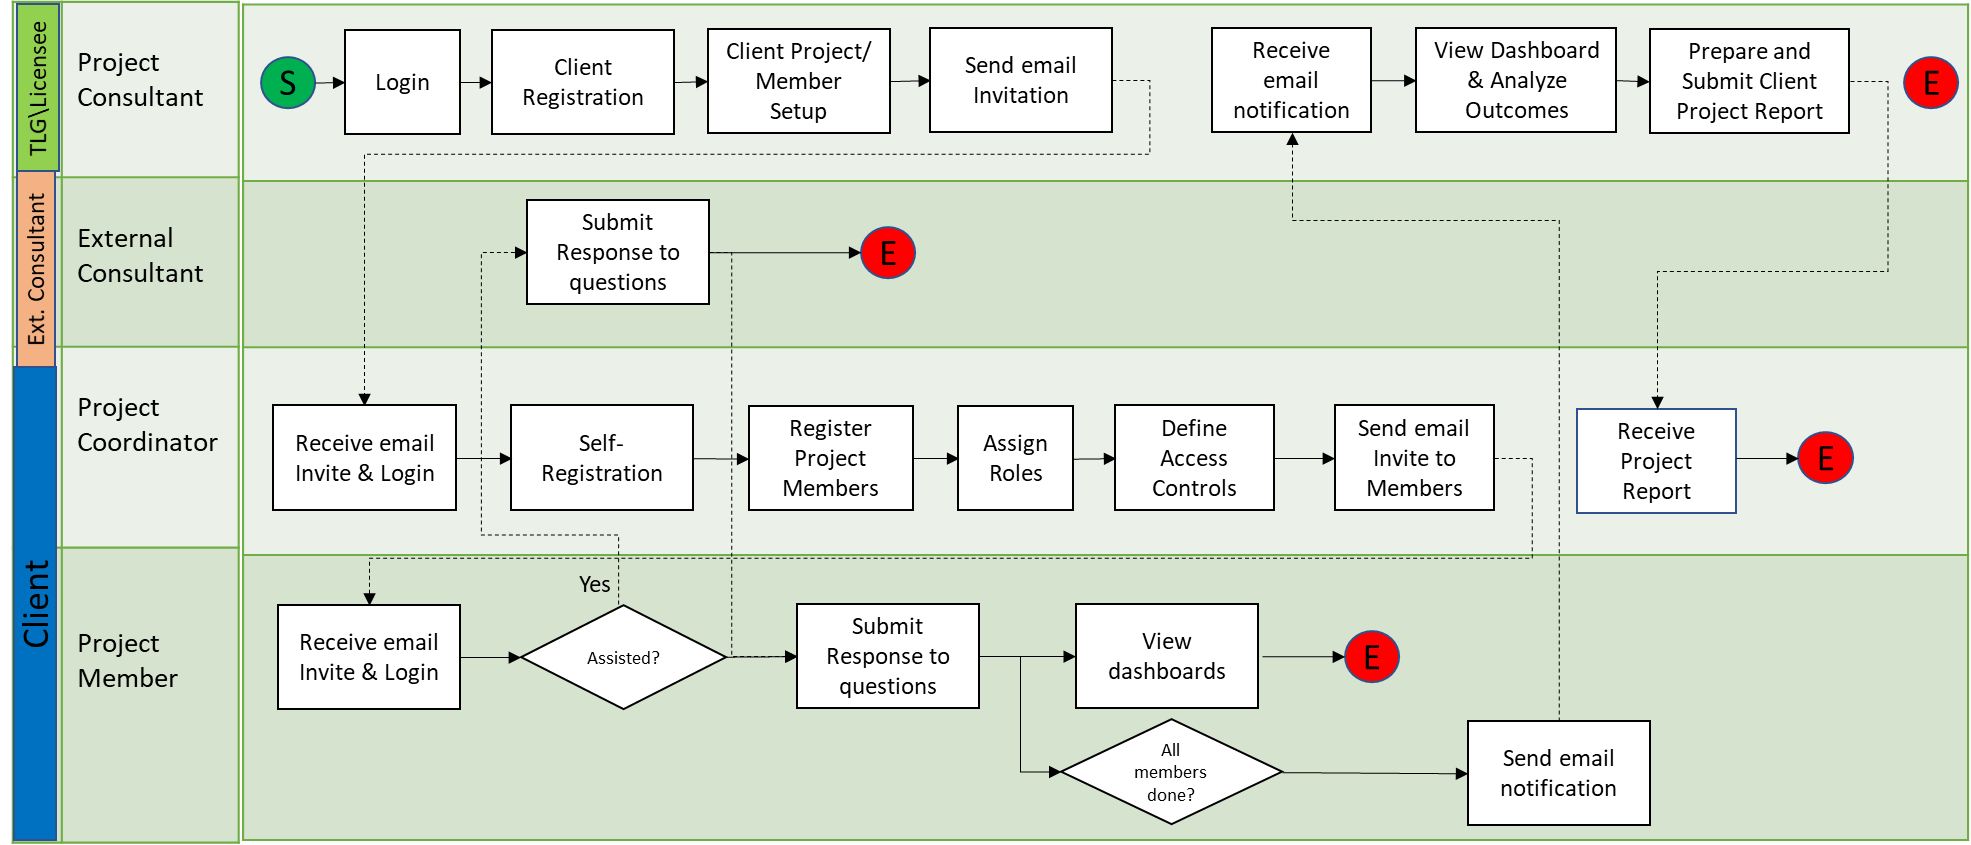 TLG\Licensee
Project
Consultant
S
Login
Client
Registration
Client Project/
Member
Setup
Send email
Invitation
Receive
email
notification
View Dashboard
& Analyze
Outcomes
Prepare and
Submit Client
Project Report
E
Ext. Consultant
External
Consultant
Submit
Response to
questions
E
Client
Project
Coordinator
Receive email
Invite & Login
Self-
Registration
Register
Project
Members
Assign
Roles
Define
Access
Controls
Send email
Invite to
Members
Receive
Project
Report
E
Project
Member
Receive email
Invite & Login
Yes
Assisted?
Submit
Response to
questions
View
dashboards
E
All
members
done?
Send email
notification